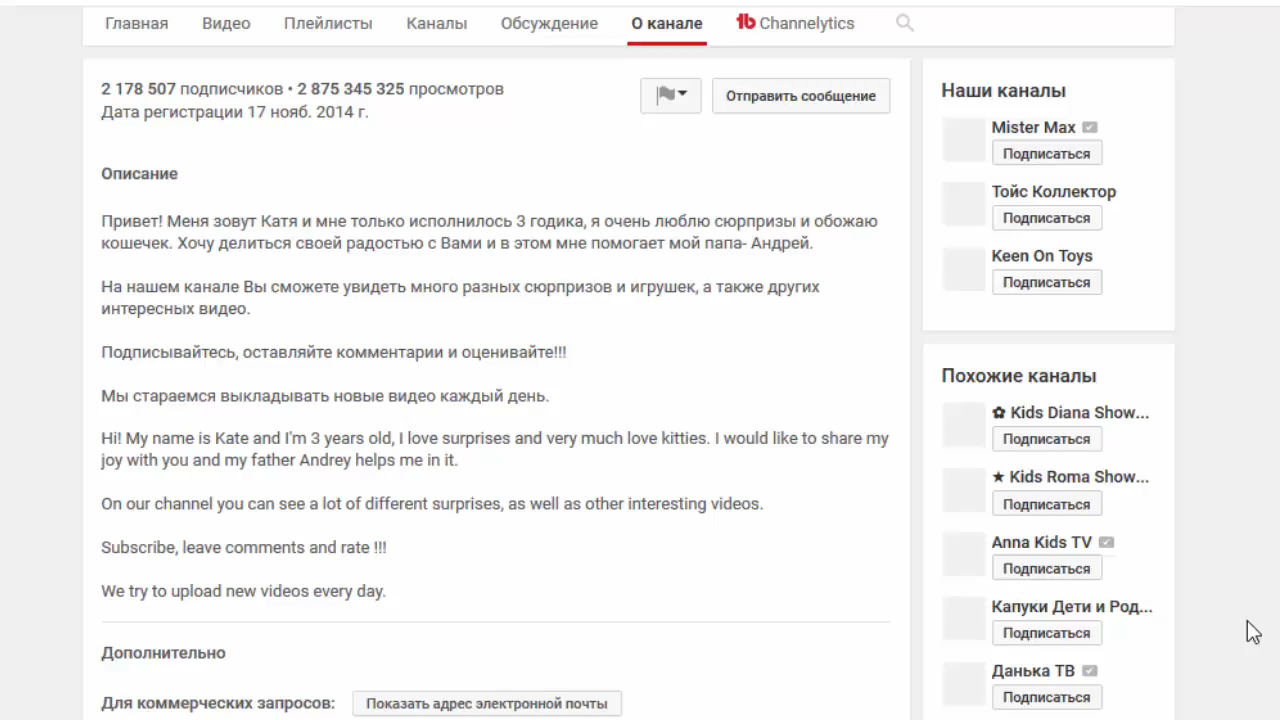 Главная Видео Плейлисты Каналы Обсуждение О канале Channelytics
2 178 507 подписчиков • 2 875 345 325 просмотров
Дата регистрации 17 нояб. 2014 г.
Отправить сообщение
Описание
Привет! Меня зовут Катя и мне только исполнилось 3 годика, я очень люблю сюрпризы и обожаю
кошечек. Хочу делиться своей радостью с Вами и в этом мне помогает мой папа- Андрей.
На нашем канале Вы сможете увидеть много разных сюрпризов и игрушек, а также других
интересных видео.
Подписывайтесь, оставляйте комментарии и оценивайте!!!
Мы стараемся выкладывать новые видео каждый день.
Hi! My name is Kate and I'm 3 years old, I love surprises and very much love kitties. I would like to share my
joy with you and my father Andrey helps me in it.
On our channel you can see a lot of different surprises, as well as other interesting videos.
Subscribe, leave comments and rate !!!
We try to upload new videos every day.
Дополнительно
Для коммерческих запросов: Показать адрес электронной почты
Наши каналы
Mister Max
Подписаться
Тойс Коллектор
Подписаться
Keen On Toys
Подписаться
Похожие каналы
✿ Kids Diana Show...
Подписаться
★ Kids Roma Show...
Подписаться
Anna Kids TV
Подписаться
Капуки Дети и Род...
Подписаться
Данька ТВ
Подписаться